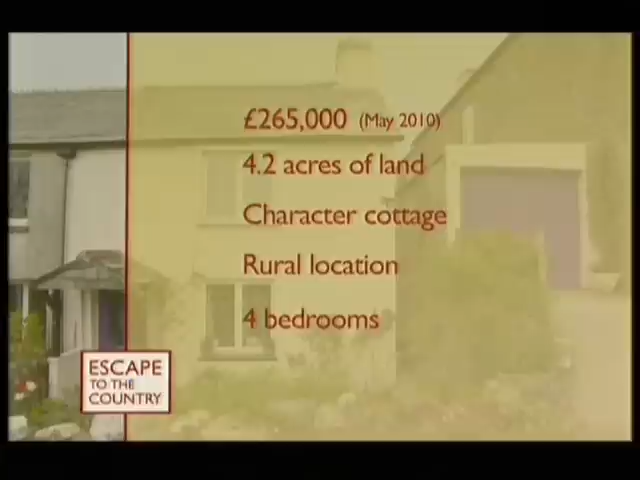 £265,000 (May 2010)
4.2 acres of land
Character cottage
Rural location
4 bedrooms
ESCAPE
TO THE
COUNTRY